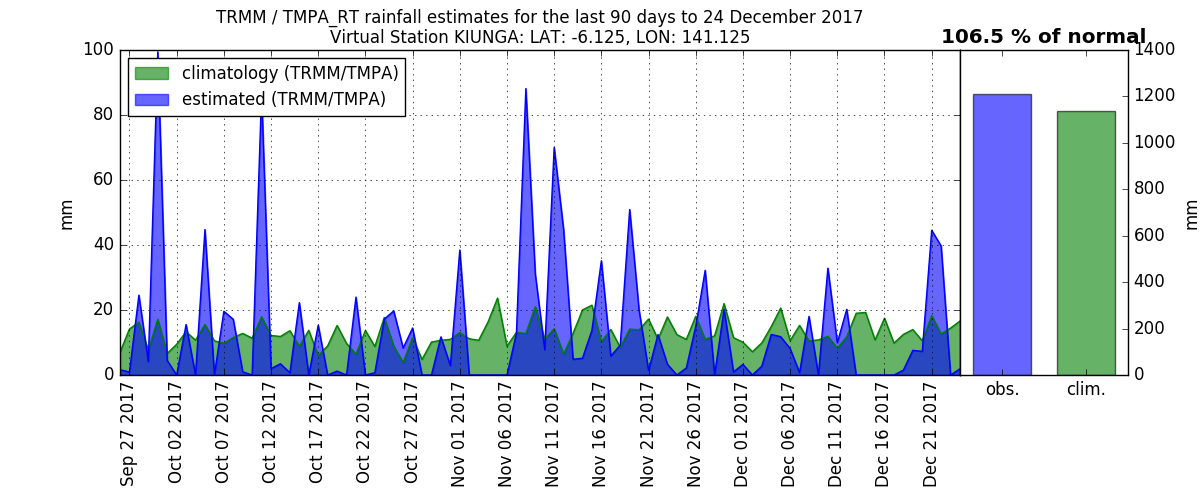 TRMM / TMPA_RT rainfall estimates for the last 90 days to 24 December 2017
Virtual Station KIUNGA: LAT: -6.125, LON: 141.125
106.5 % of normal
climatology (TRMM/TMPA)
estimated (TRMM/TMPA)
100
80
60
40
20
0
mm
1400
1200
1000
800
600
400
200
0
mm
obs.
clim.
Sep 27 2017
Oct 02 2017
Oct 07 2017
Oct 12 2017
Oct 17 2017
Oct 22 2017
Oct 27 2017
Nov 01 2017
Nov 06 2017
Nov 11 2017
Nov 16 2017
Nov 21 2017
Nov 26 2017
Dec 01 2017
Dec 06 2017
Dec 11 2017
Dec 16 2017
Dec 21 2017